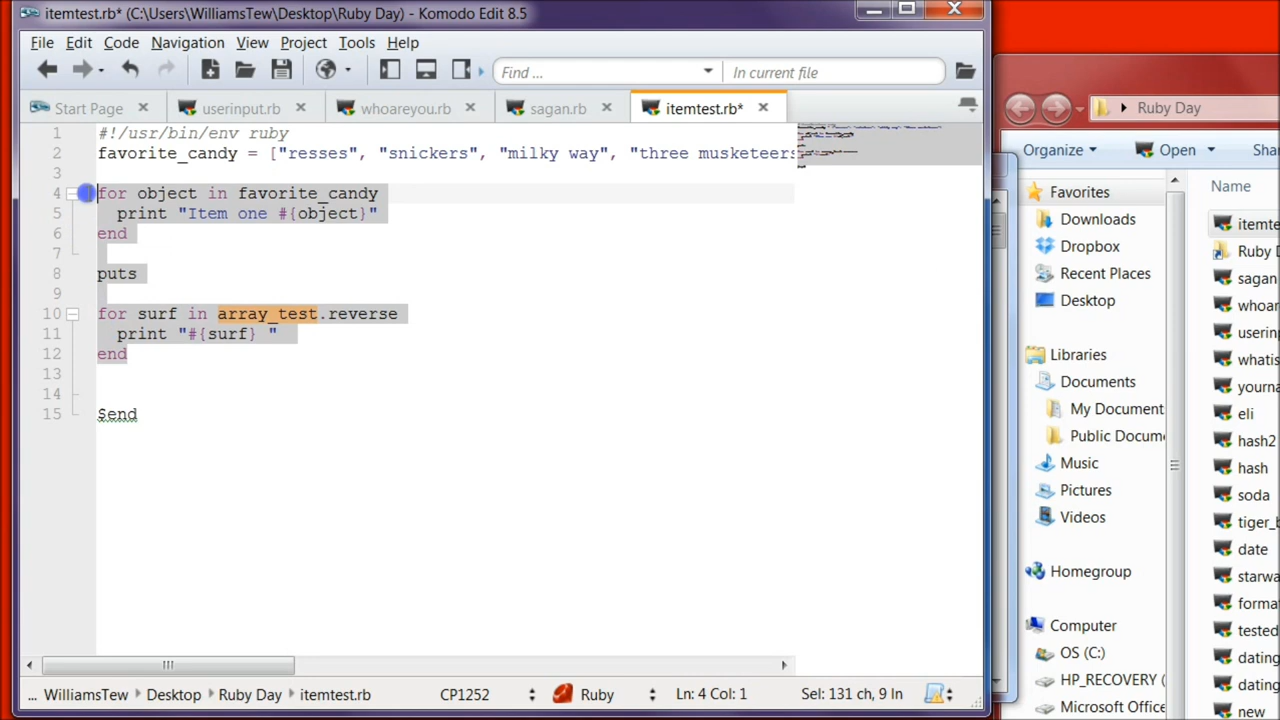 itemtest.rb* (C:\Users\WilliamsTew\Desktop\Ruby Day) - Komodo Edit 8.5
File Edit Code Navigation View Project Tools Help
Find ... In current file
Start Page userinput.rb whoareyou.rb sagan.rb itemtest.rb*
1 #!/usr/bin/env ruby
2 favorite_candy = ["resses", "snickers", "milky way", "three musketeers
3
4 for object in favorite_candy
5 print "Item one #{object}"
6 end
7
8 puts
9
10 for surf in array_test.reverse
11 print "#{surf} "
12 end
13
14
15 $end
... WilliamsTew Desktop Ruby Day itemtest.rb CP1252 Ruby Ln: 4 Col: 1 Sel: 131 ch, 9 ln
Ruby Day
Organize Open Shar
Favorites
Downloads
Dropbox
Recent Places
Desktop
Libraries
Documents
My Document
Public Docum
Music
Pictures
Videos
Homegroup
Computer
OS (C:)
HP_RECOVERY (
Microsoft Office
Name
itemte
Ruby D
sagan
whoar
userin
whatis
yourna
eli
hash2
hash
soda
tiger_b
date
starwa
forma
tested
dating
dating
new